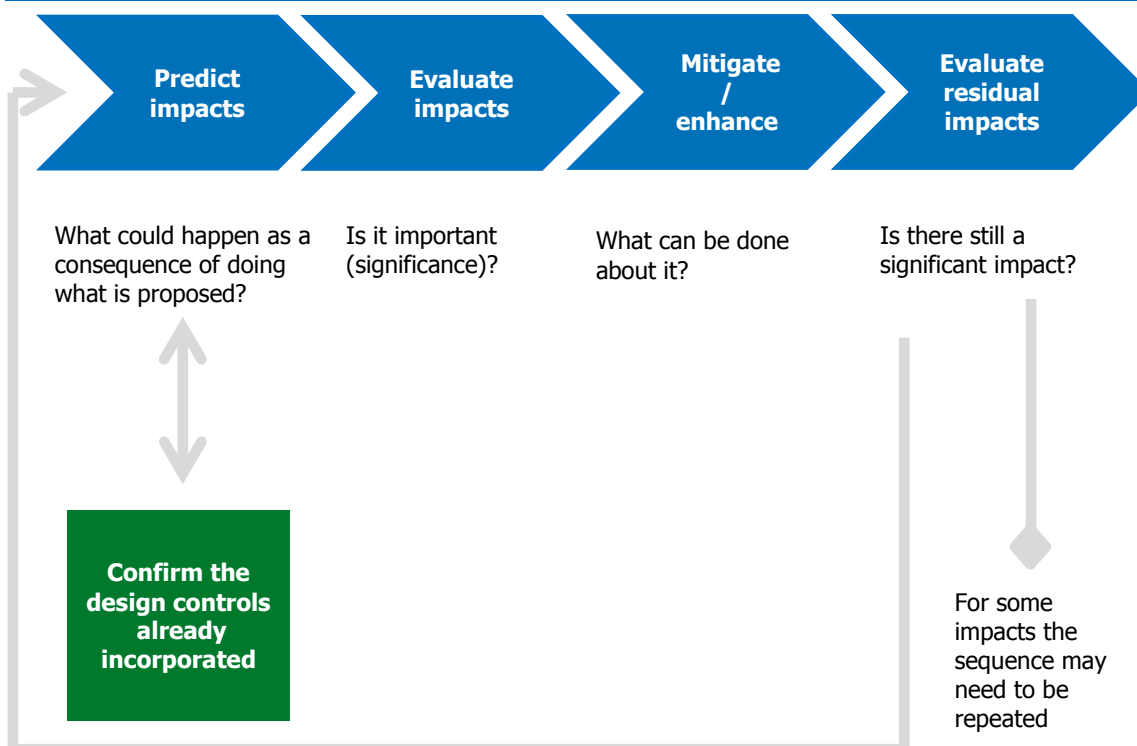 Predict
impacts
Evaluate
impacts
Mitigate
/
enhance
Evaluate
residual
impacts
What could happen as a
consequence of doing
what is proposed?
Is it important
(significance)?
What can be done
about it?
Is there still a
significant impact?
Confirm the
design controls
already
incorporated
For some
impacts the
sequence may
need to be
repeated